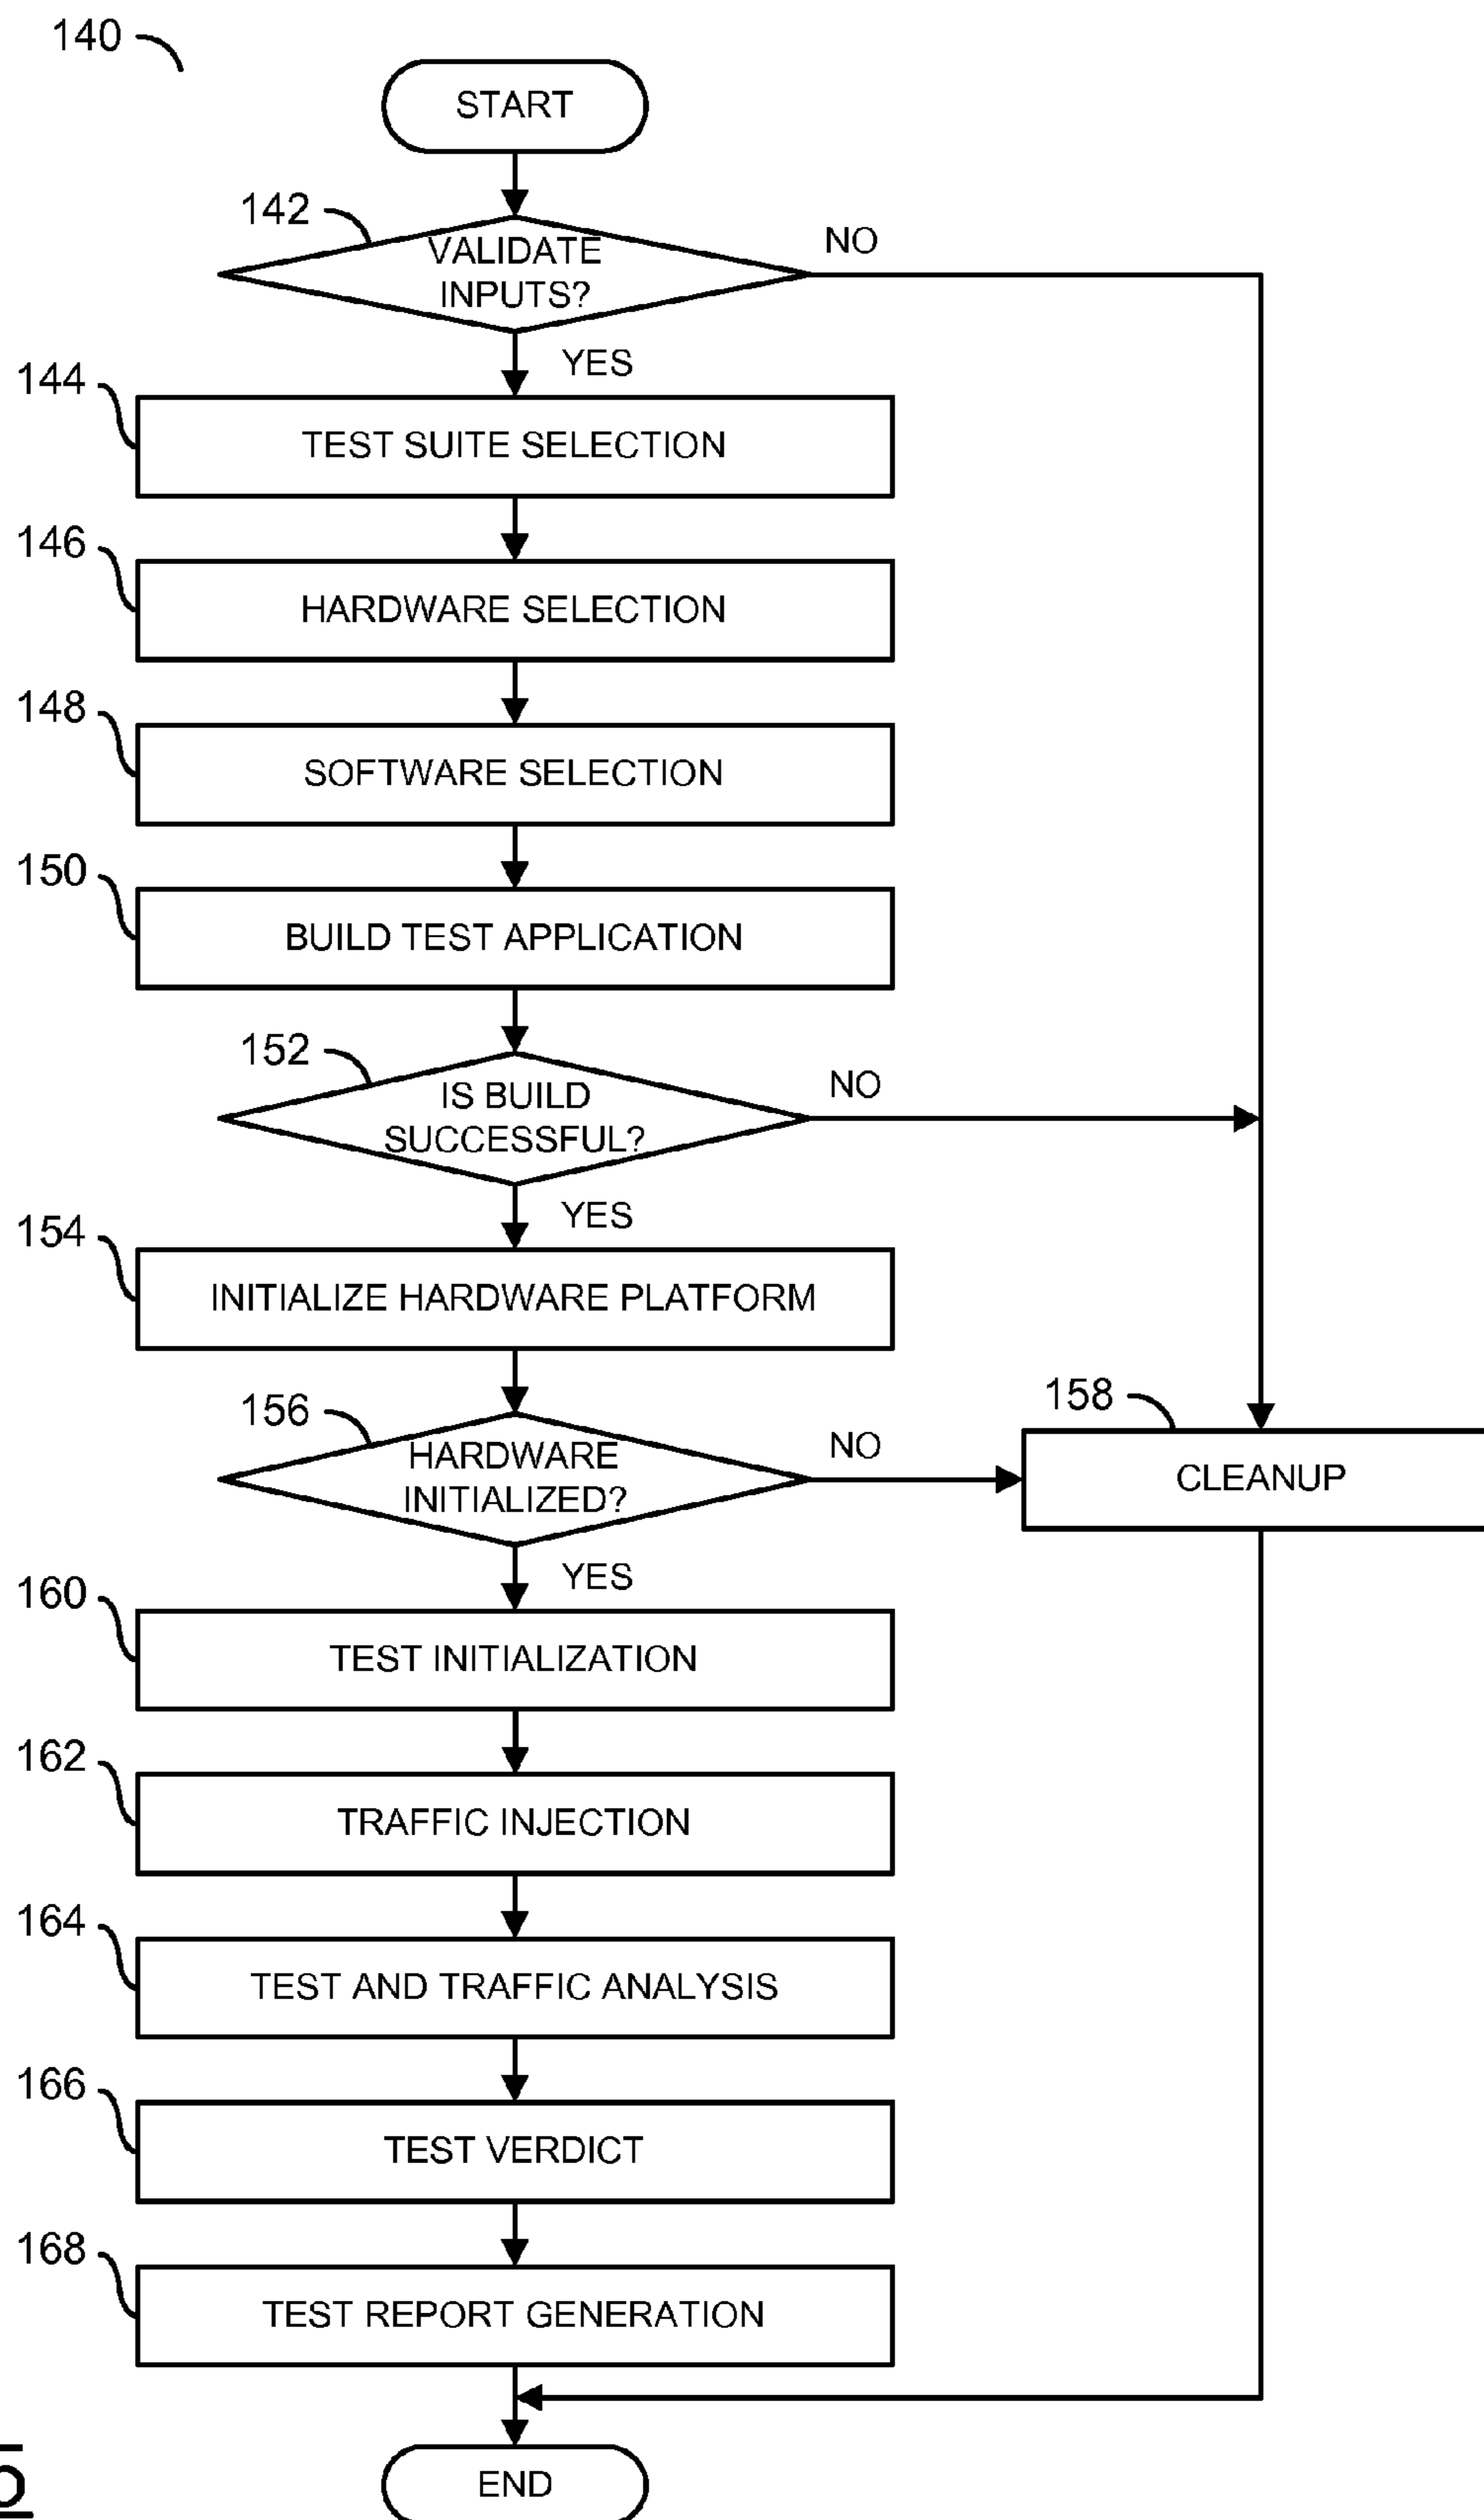 140
START
142
VALIDATE
INPUTS?
NO
YES
144
TEST SUITE SELECTION
146
HARDWARE SELECTION
148
SOFTWARE SELECTION
150
BUILD TEST APPLICATION
152
IS BUILD
SUCCESSFUL?
NO
YES
154
INITIALIZE HARDWARE PLATFORM
156
HARDWARE
INITIALIZED?
NO
158
CLEANUP
YES
160
TEST INITIALIZATION
162
TRAFFIC INJECTION
164
TEST AND TRAFFIC ANALYSIS
166
TEST VERDICT
168
TEST REPORT GENERATION
END